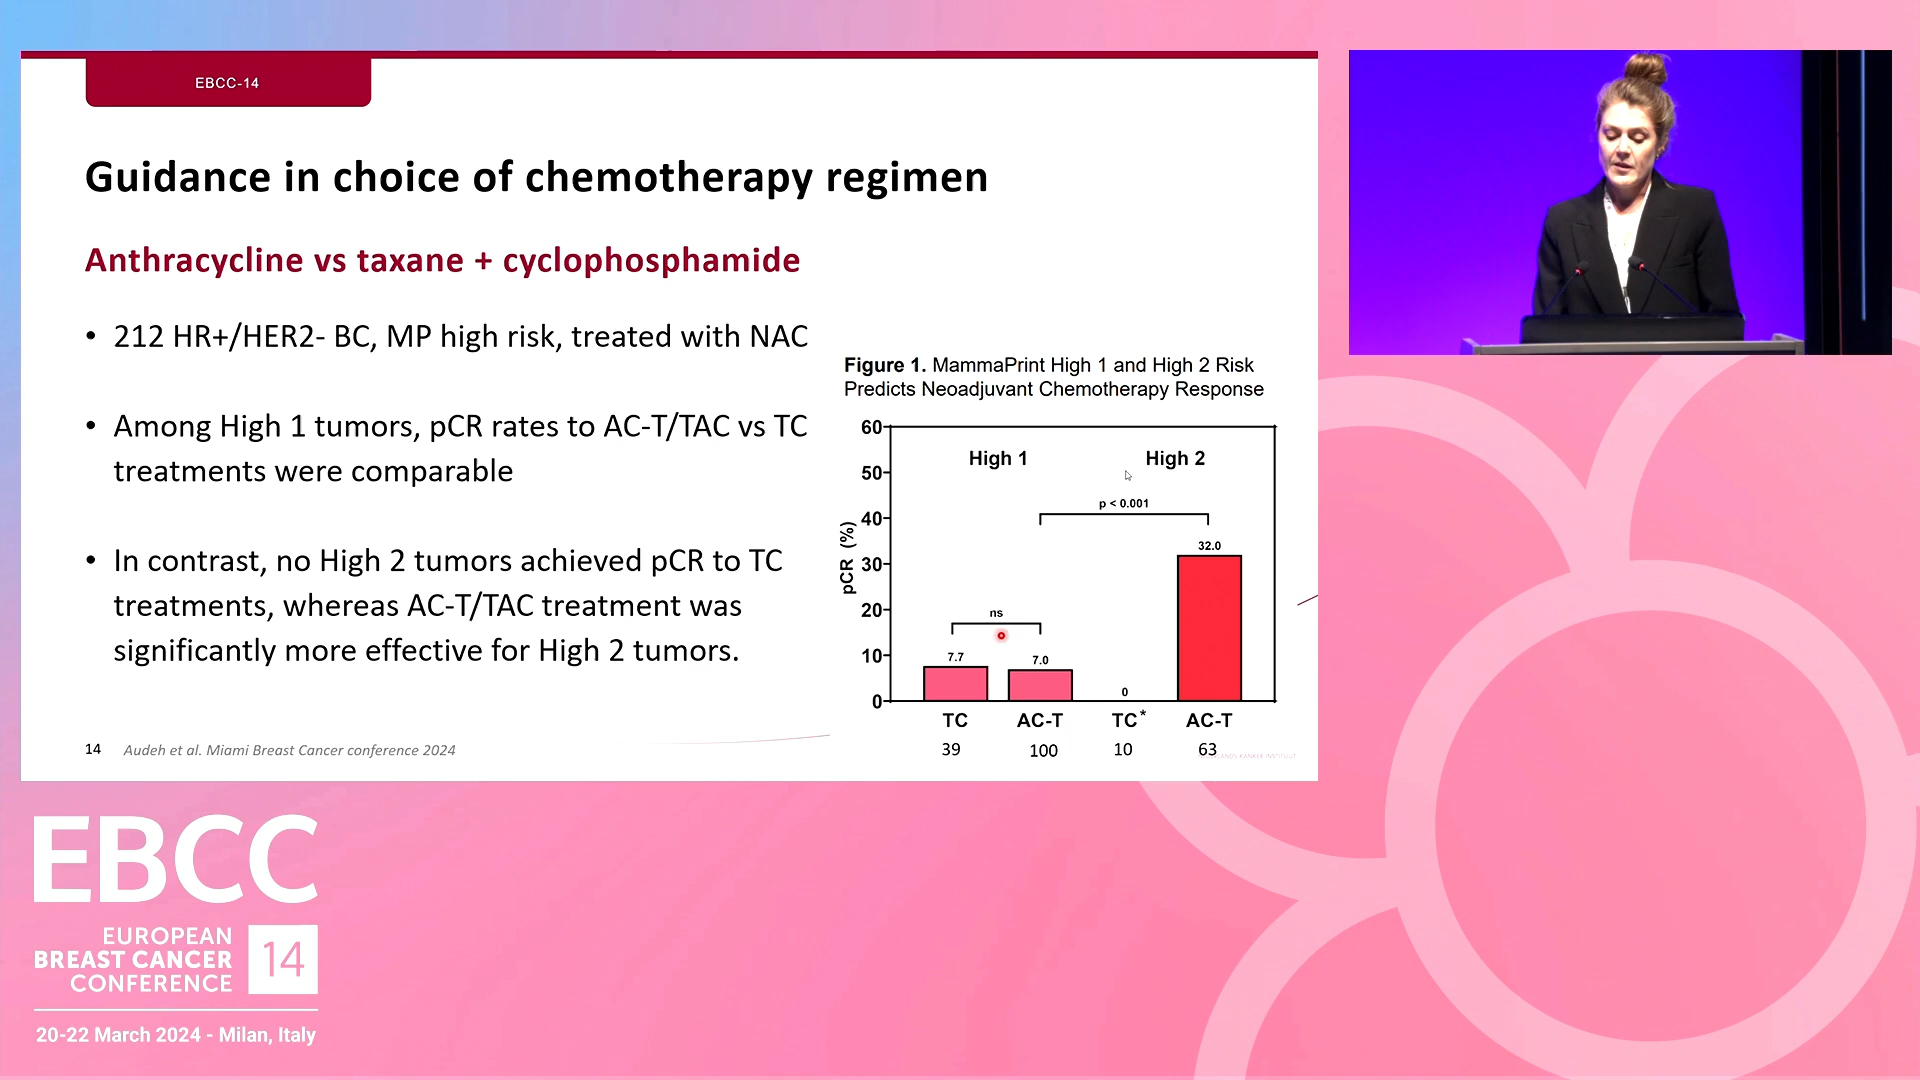 EBCC-14
Guidance in choice of chemotherapy regimen
Anthracycline vs taxane + cyclophosphamide
• 212 HR+/HER2- BC, MP high risk, treated with NAC
• Among High 1 tumors, pCR rates to AC-T/TAC vs TC
treatments were comparable
• In contrast, no High 2 tumors achieved pCR to TC
treatments, whereas AC-T/TAC treatment was
significantly more effective for High 2 tumors.
14 Audeh et al. Miami Breast Cancer conference 2024
Figure 1. MammaPrint High 1 and High 2 Risk
Predicts Neoadjuvant Chemotherapy Response
pCR (%)
60
50
40
30
20
10
0
High 1 High 2
p < 0.001
32.0
ns
7.7 7.0 0
TC AC-T TC* AC-T
39 100 10 63
EBCC
EUROPEAN
BREAST CANCER
CONFERENCE
14
20-22 March 2024 - Milan, Italy